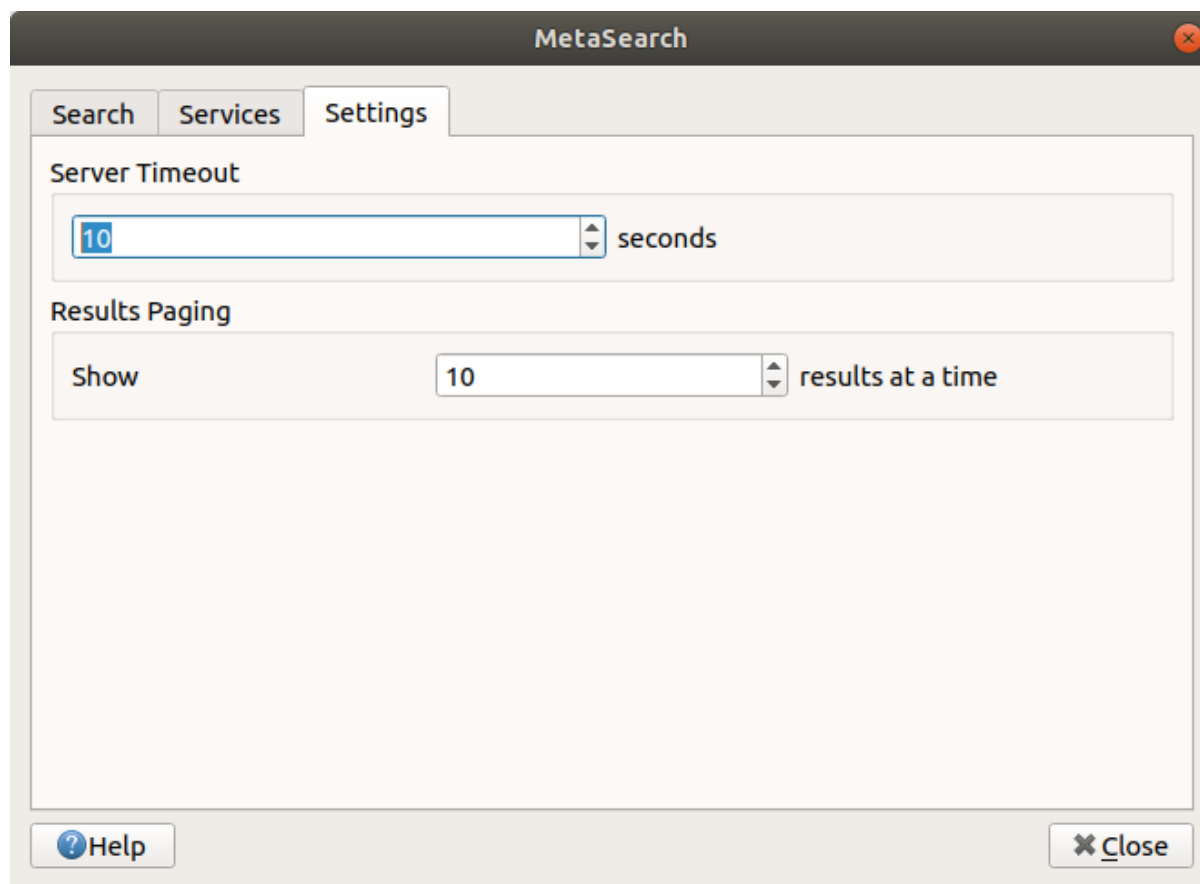 MetaSearch
Search Services Settings
Server Timeout
10 seconds
Results Paging
Show 10 results at a time
Help Close